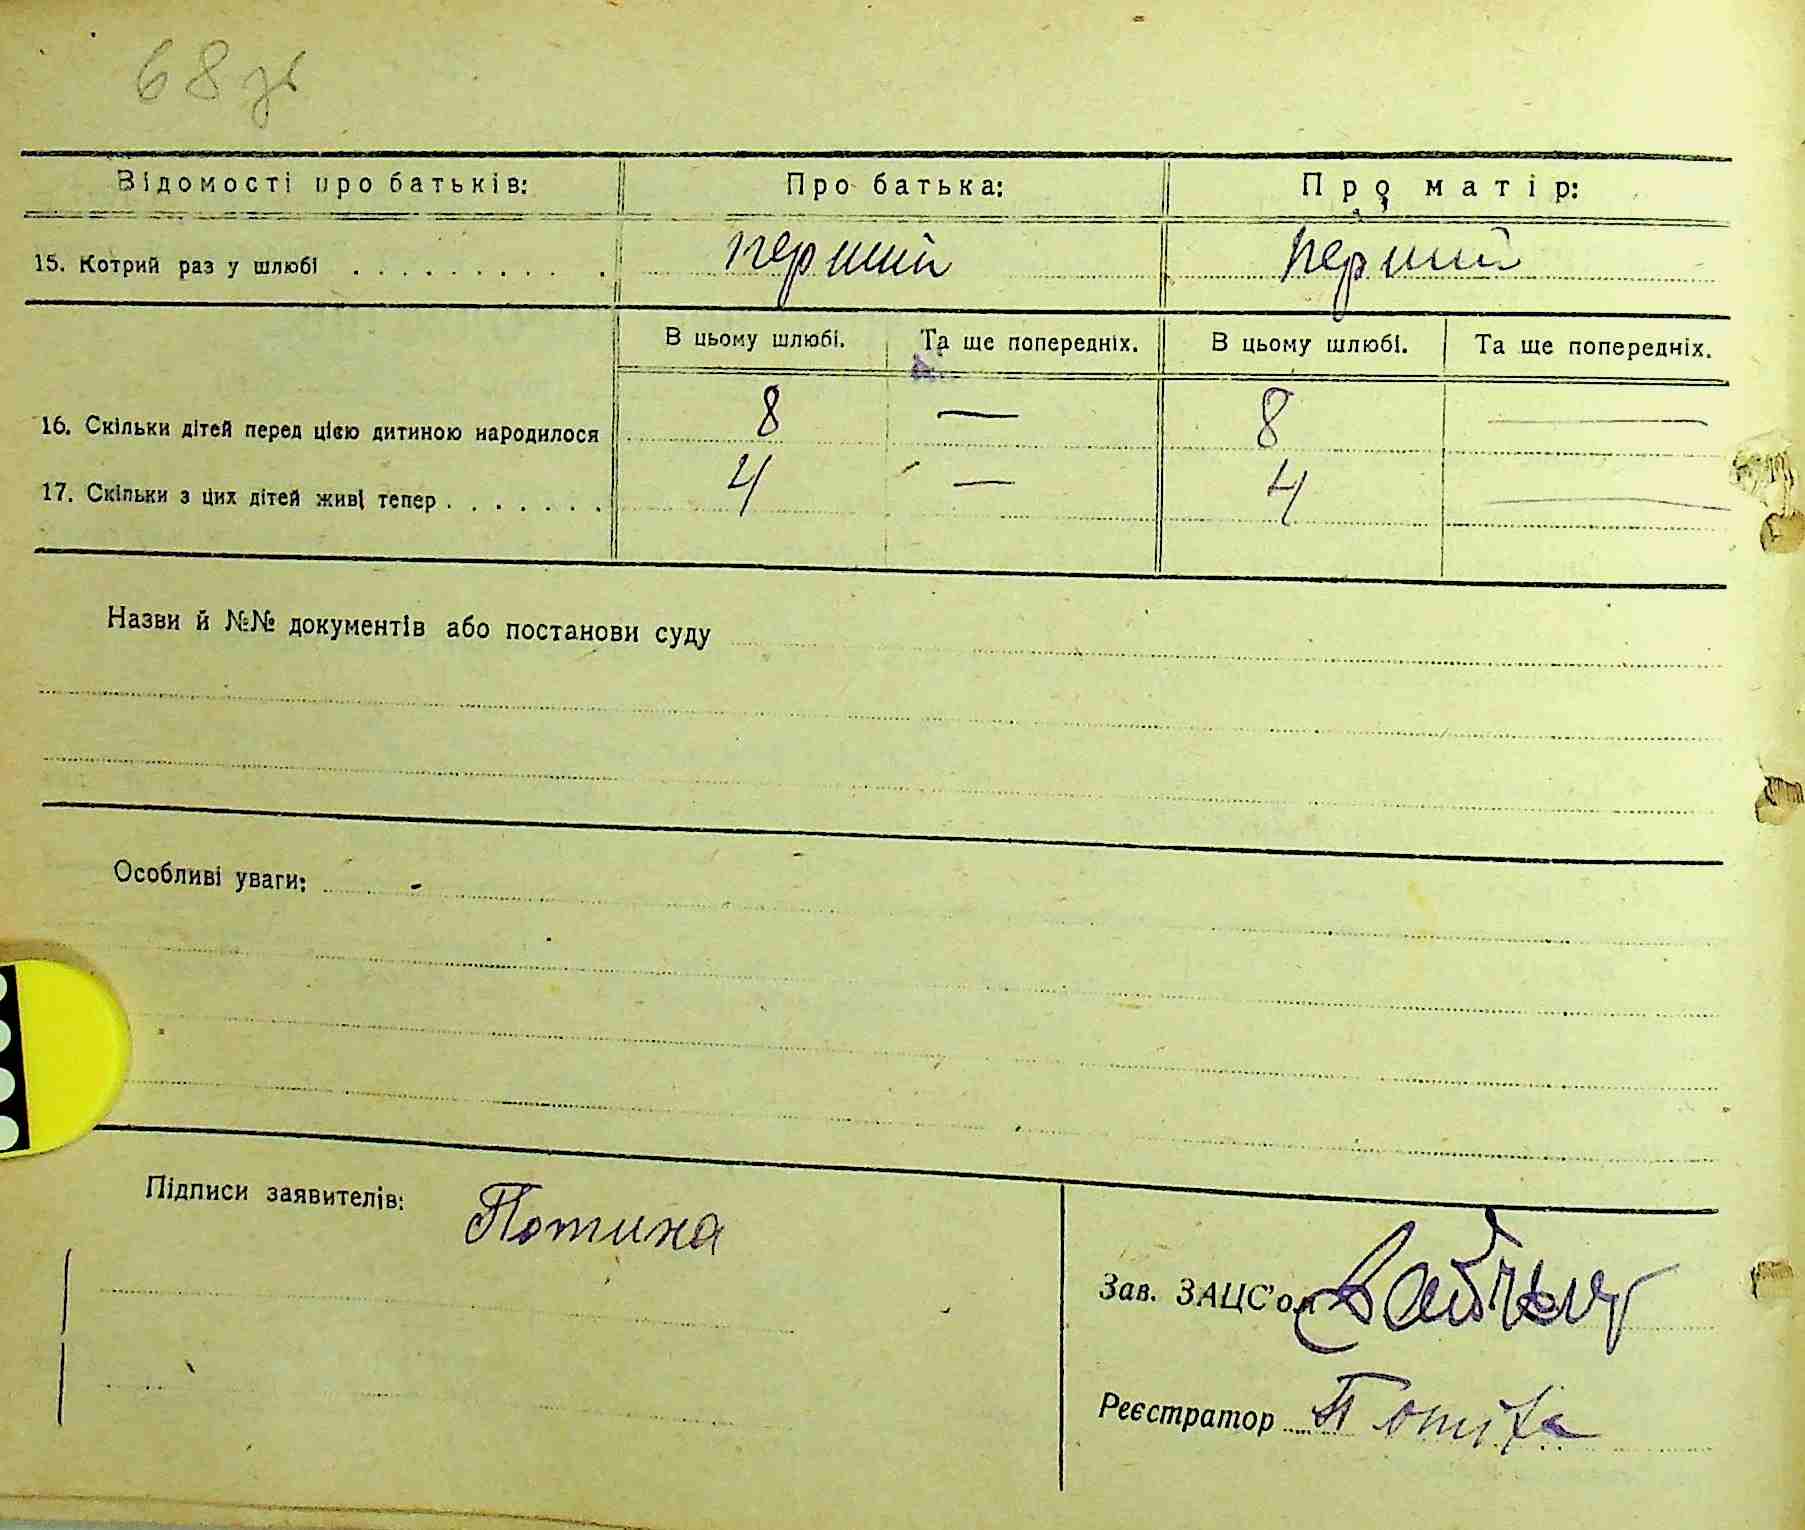 68 зв
Відомості про батьків: Про батька: Про матір:
15. Котрий раз у шлюбі . . . . . . . . . . перший перший
В цьому шлюбі. Та ще попередніх. В цьому шлюбі. Та ще попередніх.
16. Скільки дітей перед цією дитиною народилося 8 — 8 —
17. Скільки з цих дітей живі тепер . . . . . . . 4 — 4 —
Назви й №№ документів або постанови суду
Особливі уваги: -
Підписи заявителів: Потиха
Зав. ЗАЦС'ом
Реєстратор Потіха